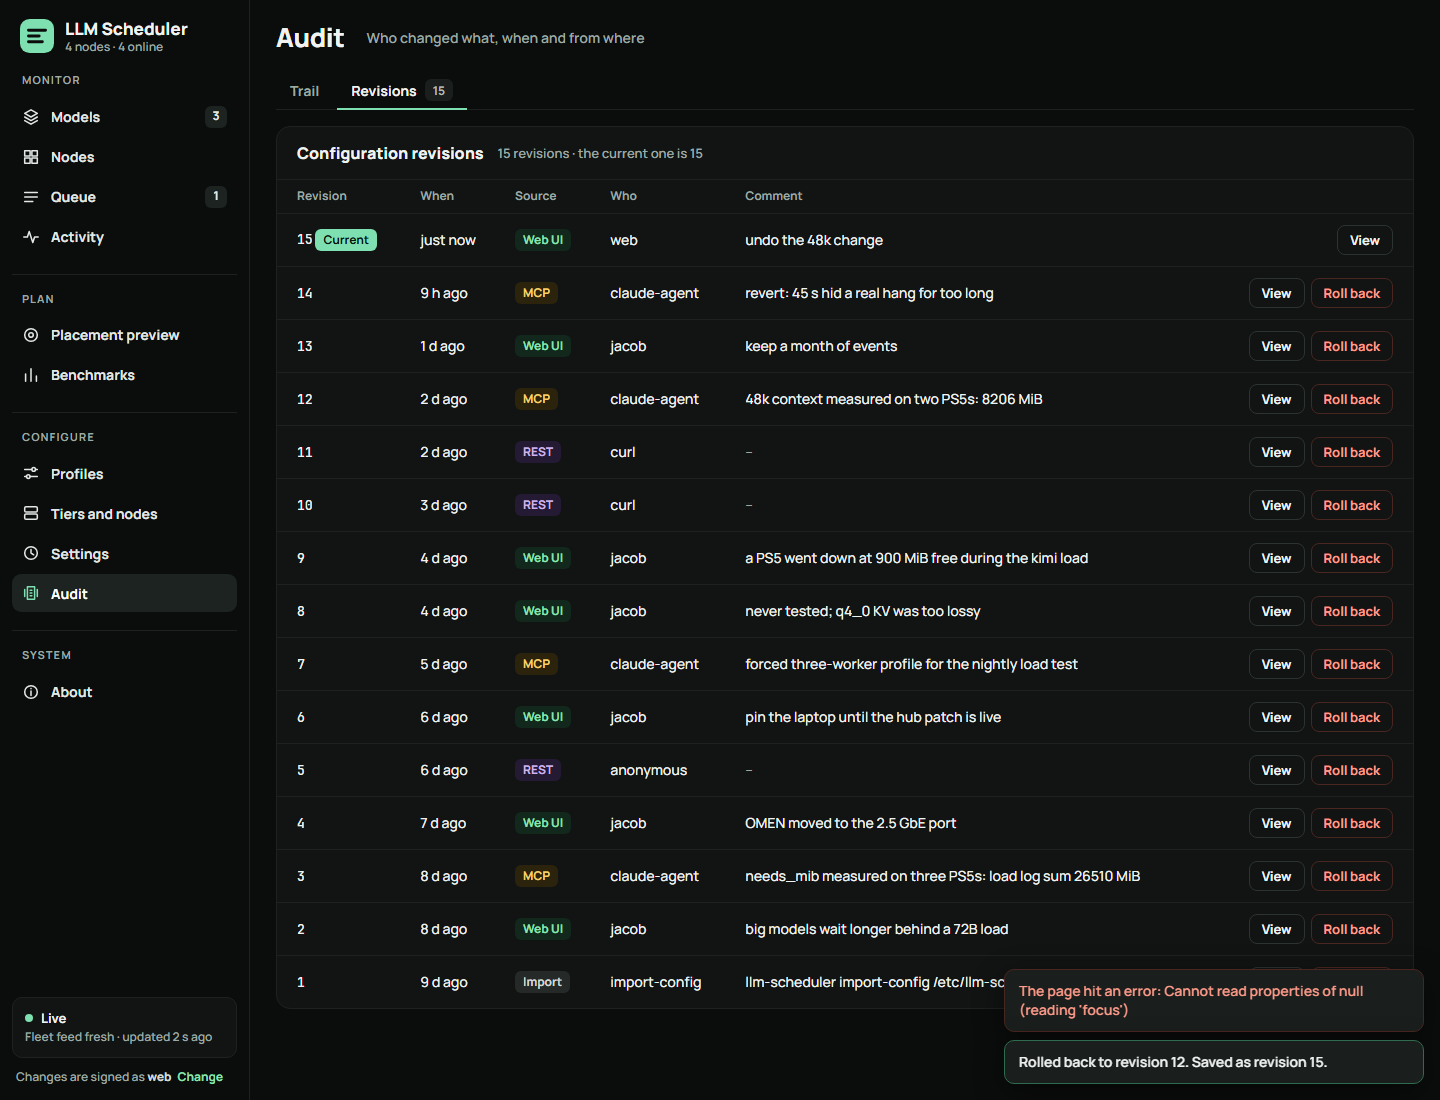 LLM Scheduler
4 nodes · 4 online
MONITOR
Models 3
Nodes
Queue 1
Activity
PLAN
Placement preview
Benchmarks
CONFIGURE
Profiles
Tiers and nodes
Settings
Audit
SYSTEM
About
Live
Fleet feed fresh · updated 2 s ago
Changes are signed as web Change
Audit Who changed what, when and from where
Trail Revisions 15
Configuration revisions 15 revisions · the current one is 15
Revision When Source Who Comment
15 Current just now Web UI web undo the 48k change View
14 9 h ago MCP claude-agent revert: 45 s hid a real hang for too long View Roll back
13 1 d ago Web UI jacob keep a month of events View Roll back
12 2 d ago MCP claude-agent 48k context measured on two PS5s: 8206 MiB View Roll back
11 2 d ago REST curl – View Roll back
10 3 d ago REST curl – View Roll back
9 4 d ago Web UI jacob a PS5 went down at 900 MiB free during the kimi load View Roll back
8 4 d ago Web UI jacob never tested; q4_0 KV was too lossy View Roll back
7 5 d ago MCP claude-agent forced three-worker profile for the nightly load test View Roll back
6 6 d ago Web UI jacob pin the laptop until the hub patch is live View Roll back
5 6 d ago REST anonymous – View Roll back
4 7 d ago Web UI jacob OMEN moved to the 2.5 GbE port View Roll back
3 8 d ago MCP claude-agent needs_mib measured on three PS5s: load log sum 26510 MiB View Roll back
2 8 d ago Web UI jacob big models wait longer behind a 72B load View Roll back
1 9 d ago Import import-config llm-scheduler import-config /etc/llm-sc
The page hit an error: Cannot read properties of null
(reading 'focus')
Rolled back to revision 12. Saved as revision 15.